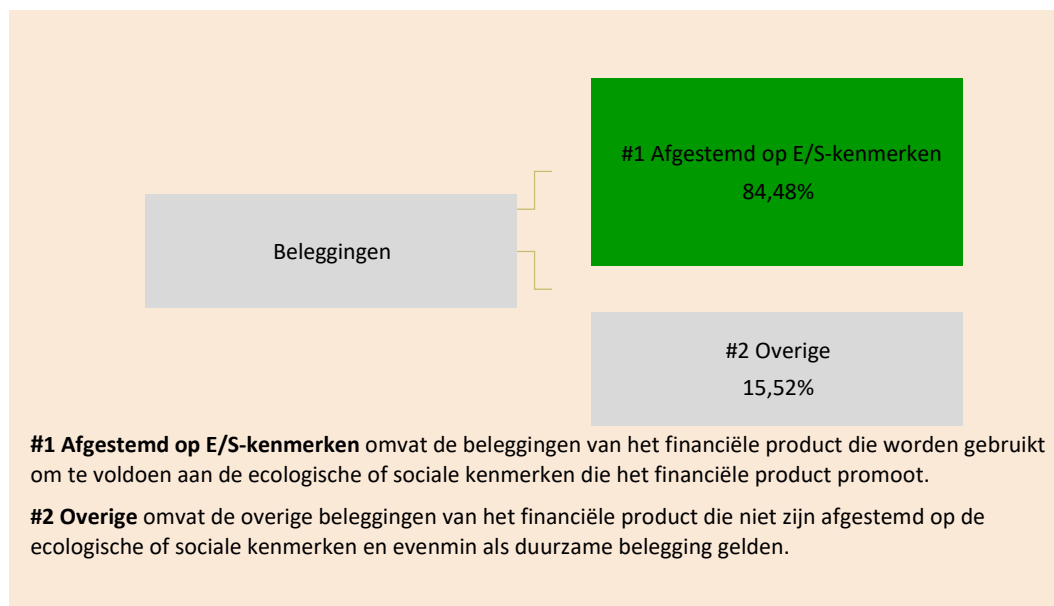 #1 Afgestemd op E/S-kenmerken
84,48%
Beleggingen
#2 Overige
15,52%
#1 Afgestemd op E/S-kenmerken omvat de beleggingen van het financiële product die worden gebruikt
om te voldoen aan de ecologische of sociale kenmerken die het financiële product promoot.
#2 Overige omvat de overige beleggingen van het financiële product die niet zijn afgestemd op de
ecologische of sociale kenmerken en evenmin als duurzame belegging gelden.